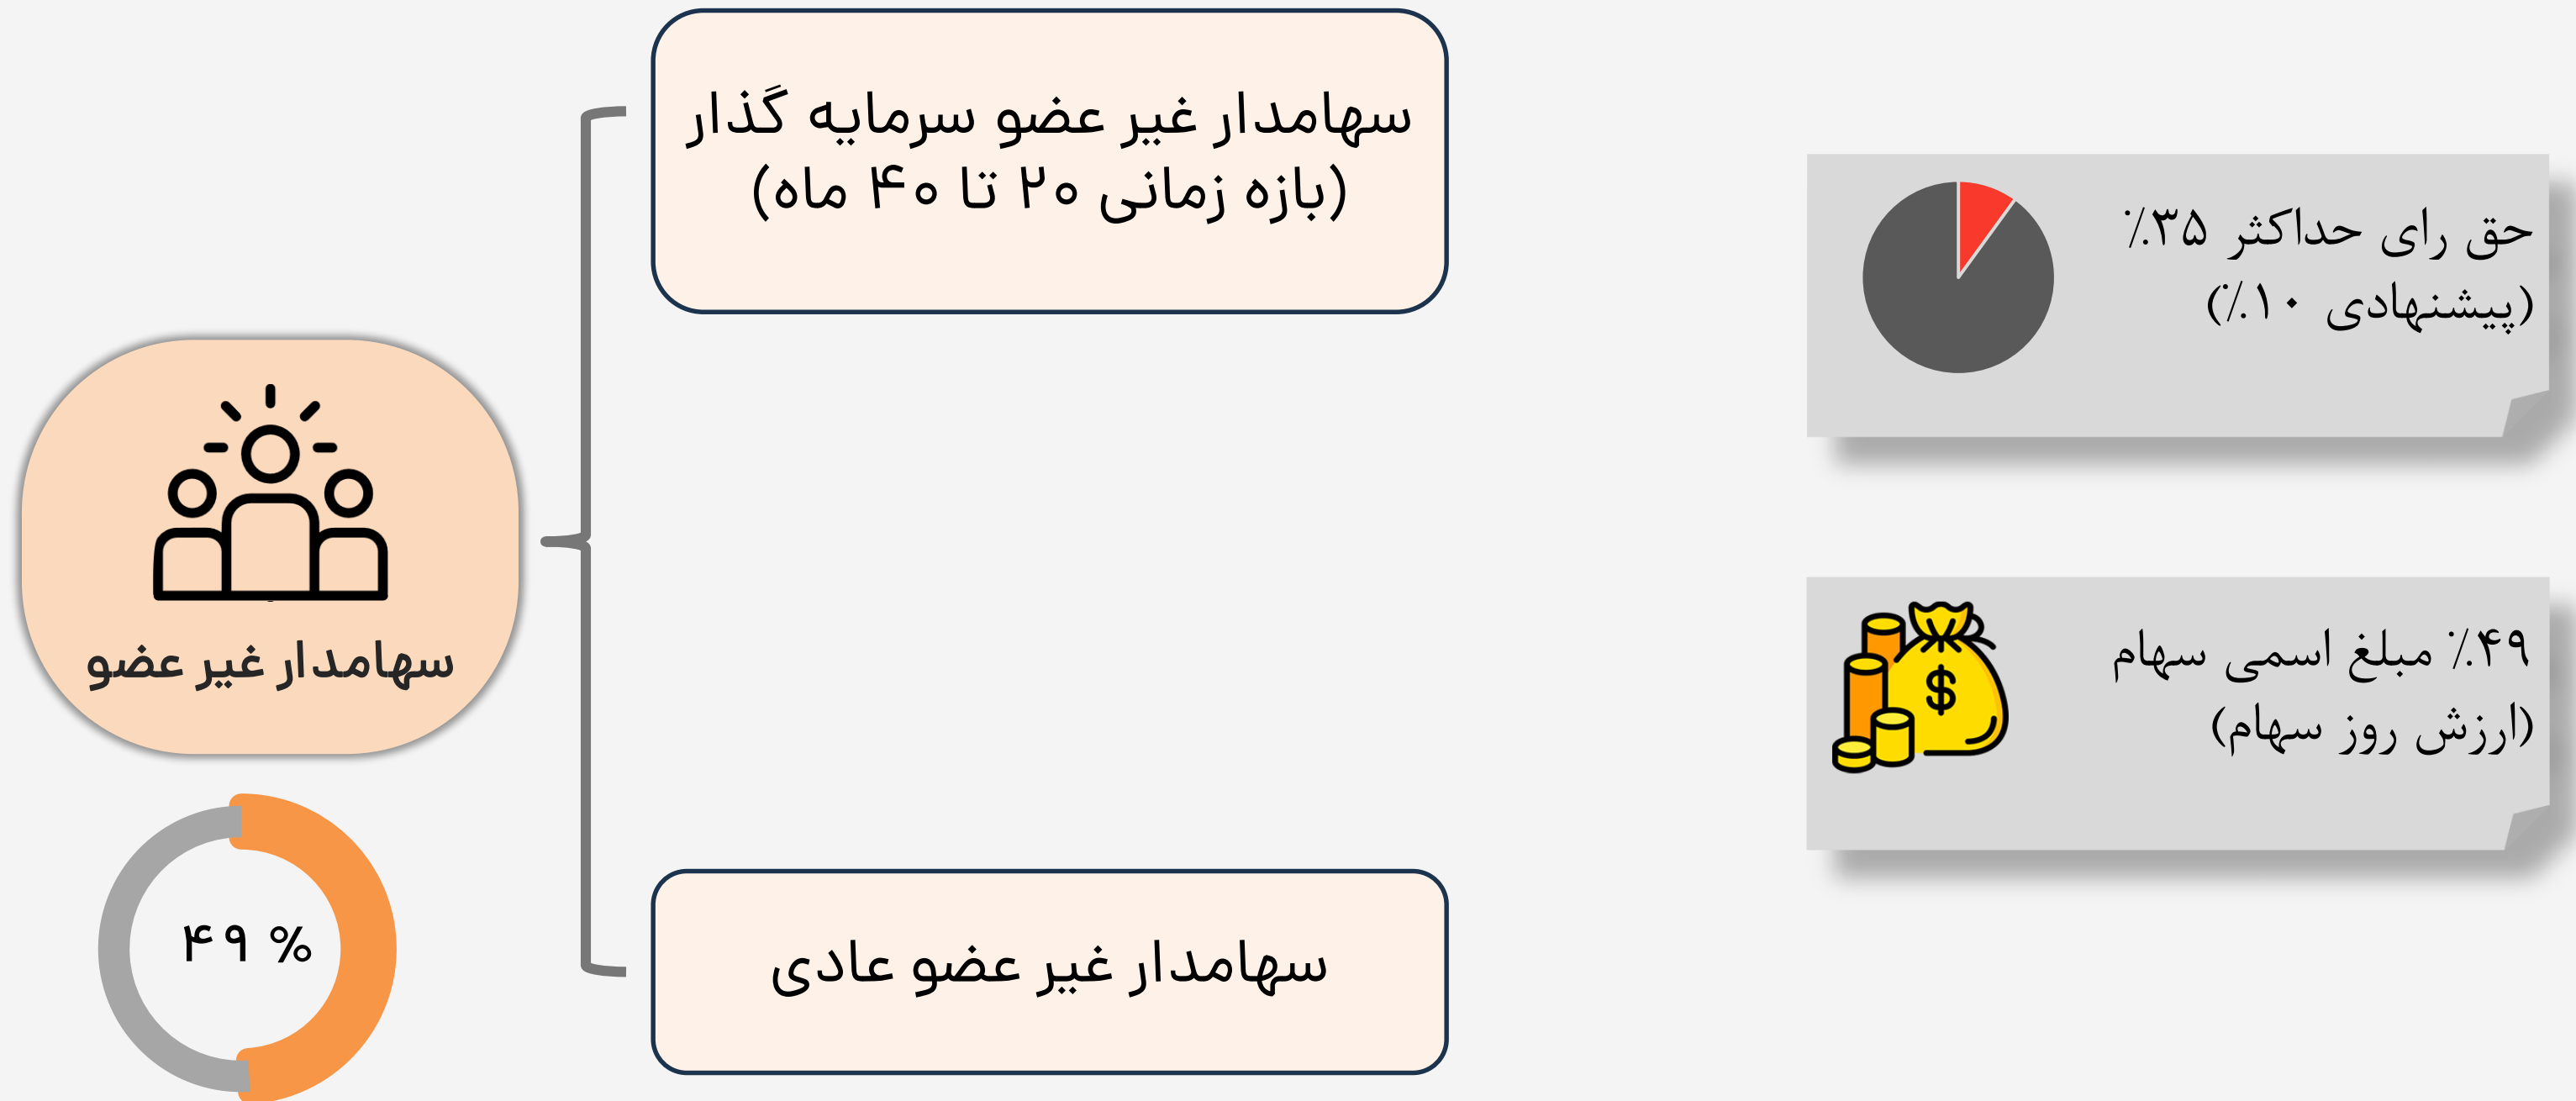 سهامدار غیر عضو سرمایه گذار
(بازه زمانی ۲۰ تا ۴۰ ماه)
حق رای حداکثر ۳۵٪
(پیشنهادی ۱۰٪)
سهامدار غیر عضو
۴۹٪ مبلغ اسمی سهام
(ارزش روز سهام)
۴۹ %
سهامدار غیر عضو عادی